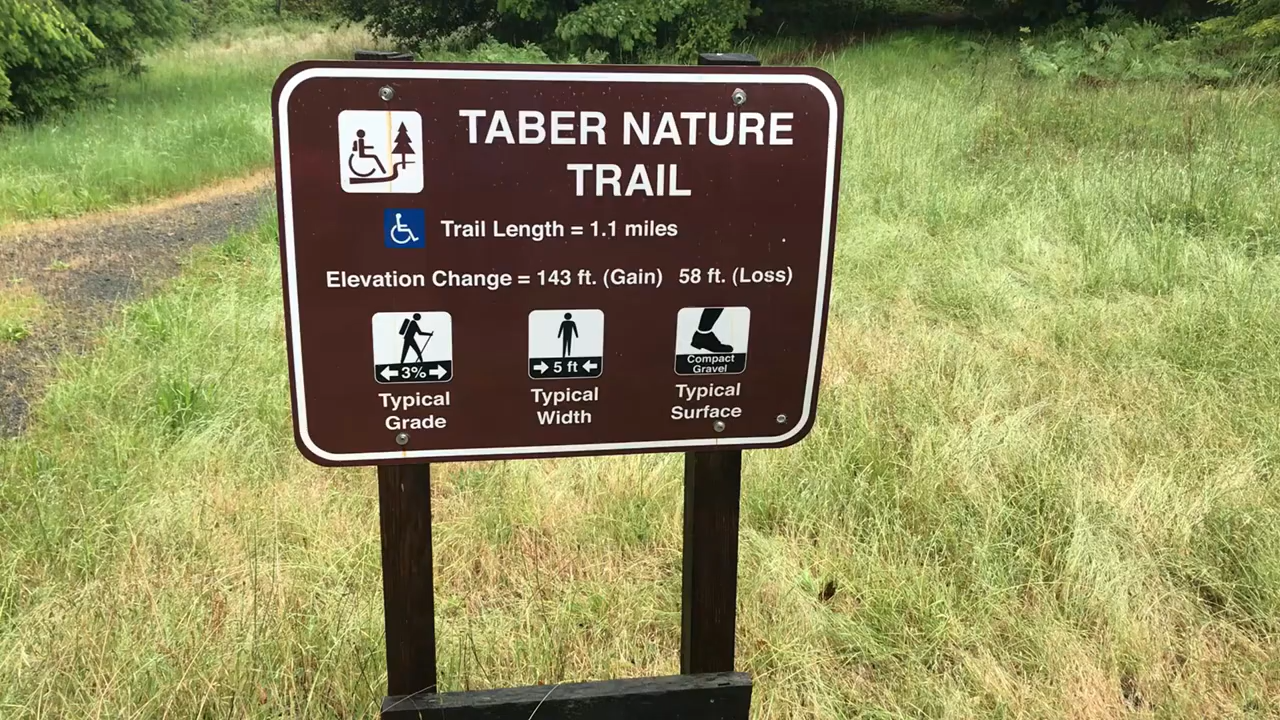 TABER NATURE
TRAIL
Trail Length = 1.1 miles
Elevation Change = 143 ft. (Gain) 58 ft. (Loss)
3%
Typical
Grade
5 ft
Typical
Width
Compact
Gravel
Typical
Surface